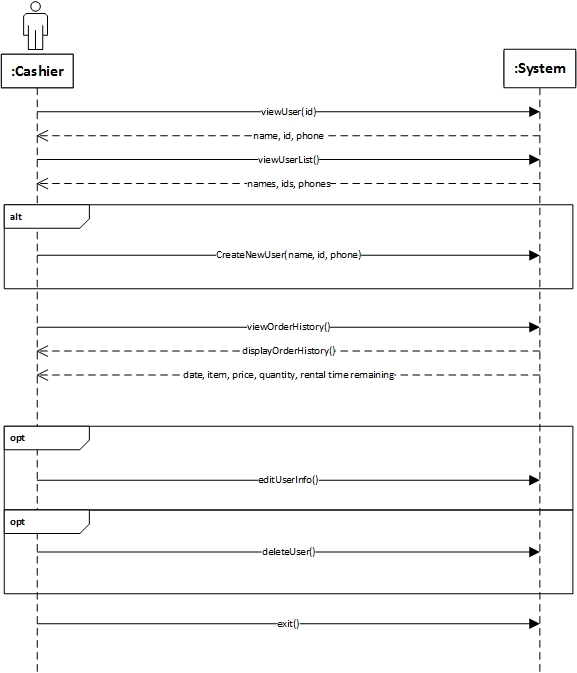 :Cashier
:System
viewUser(id)
name, id, phone
viewUserList()
names, ids, phones
alt
CreateNewUser(name, id, phone)
viewOrderHistory()
displayOrderHistory()
date, item, price, quantity, rental time remaining
opt
editUserInfo()
opt
deleteUser()
exit()